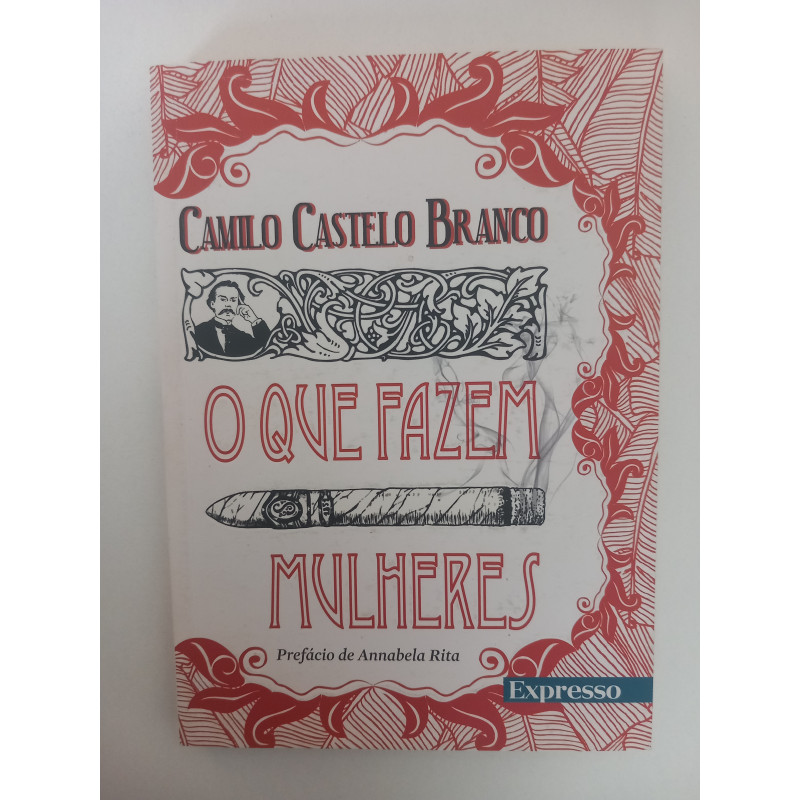 CAMILO CASTELO BRANCO
O QUE FAZEM
MULHERES
Prefácio de Annabela Rita
Expresso